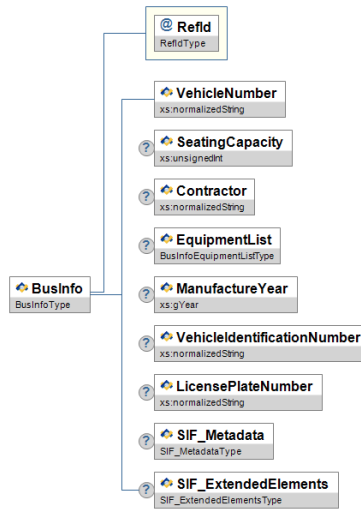 @ RefId
RefIdType
VehicleNumber
xs:normalizedString
? SeatingCapacity
xs:unsignedInt
? Contractor
xs:normalizedString
? EquipmentList
BusInfoEquipmentListType
BusInfo
BusInfoType
? ManufactureYear
xs:gYear
? VehicleIdentificationNumber
xs:normalizedString
? LicensePlateNumber
xs:normalizedString
? SIF_Metadata
SIF_MetadataType
? SIF_ExtendedElements
SIF_ExtendedElementsType